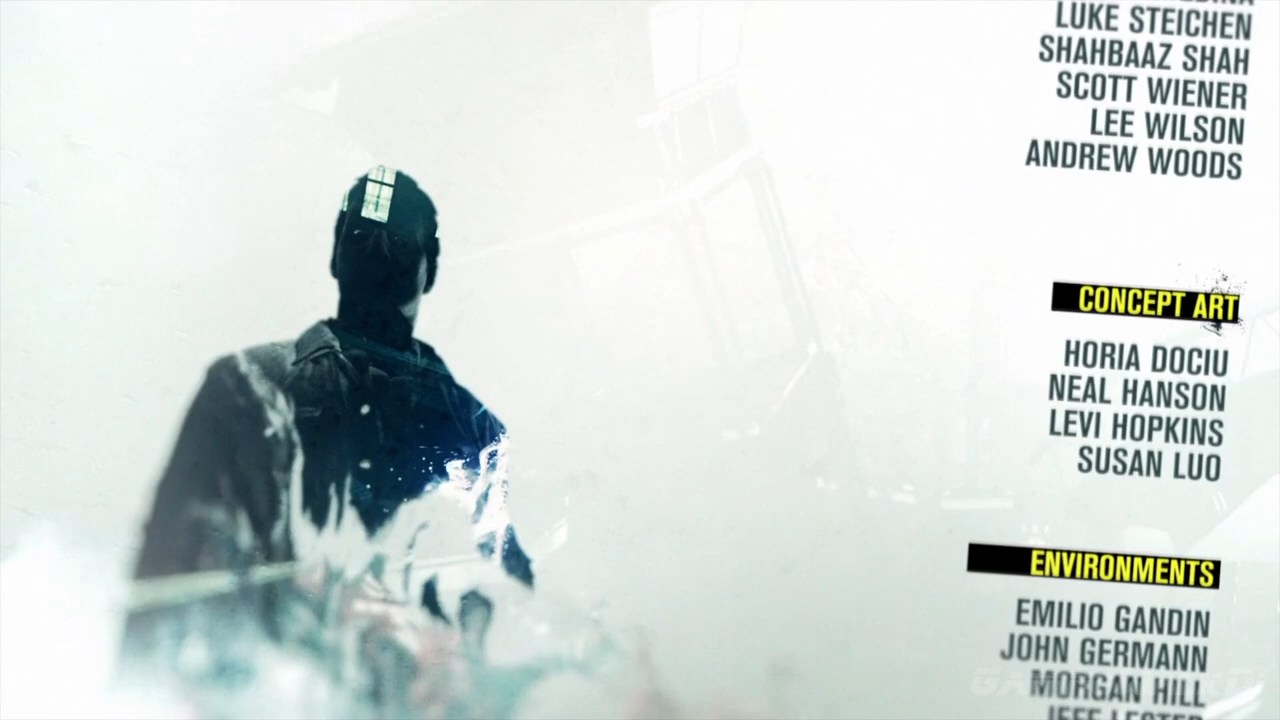 LUKE STEICHEN
SHAHBAAZ SHAH
SCOTT WIENER
LEE WILSON
ANDREW WOODS
CONCEPT ART
HORIA DOCIU
NEAL HANSON
LEVI HOPKINS
SUSAN LUO
ENVIRONMENTS
EMILIO GANDIN
JOHN GERMANN
MORGAN HILL